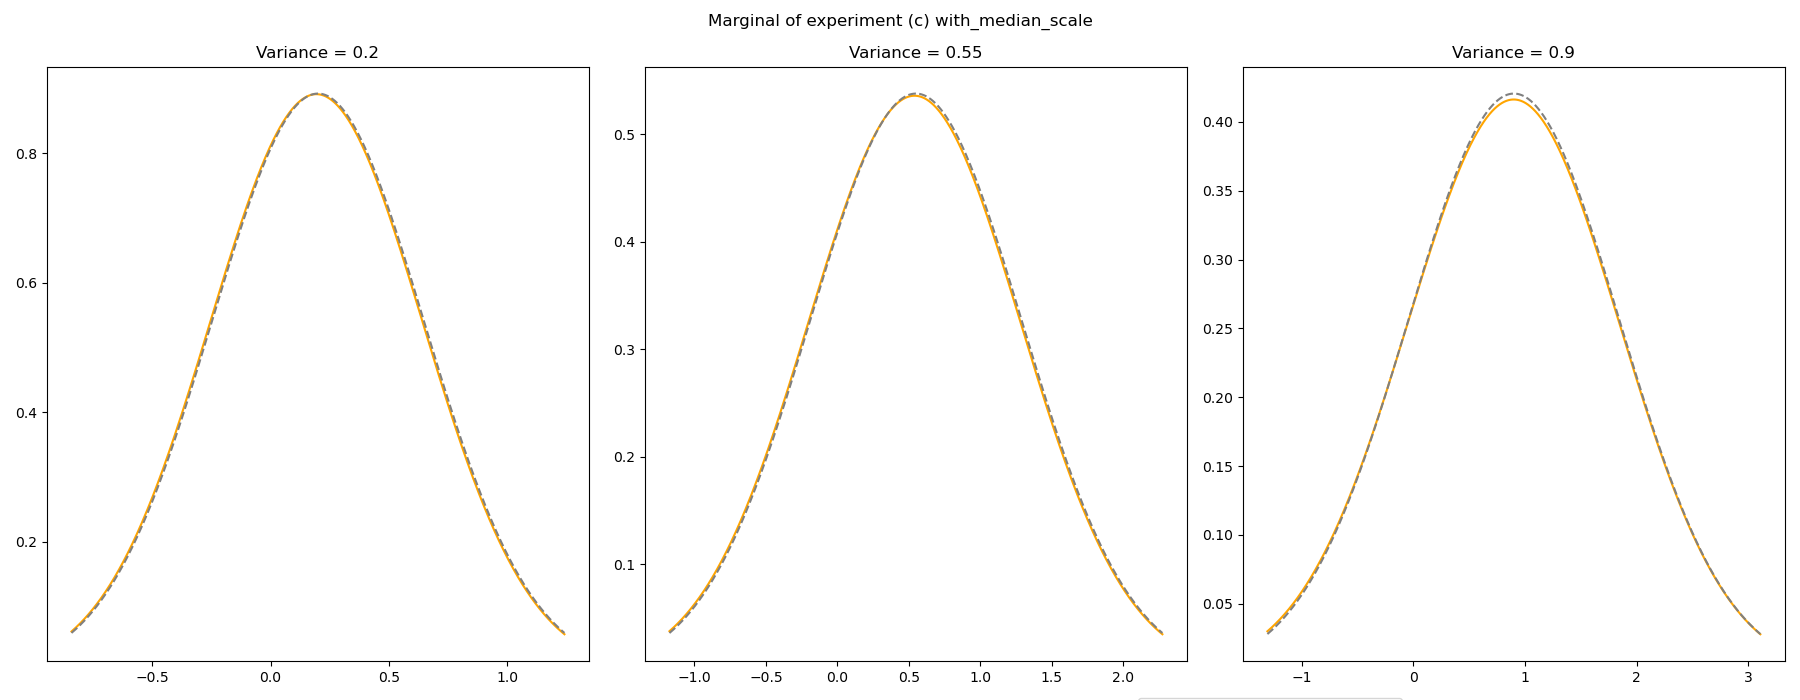 Marginal of experiment (c) with_median_scale
Variance = 0.2
0.8
0.6
0.4
0.2
−0.5 0.0 0.5 1.0
Variance = 0.55
0.5
0.4
0.3
0.2
0.1
−1.0 −0.5 0.0 0.5 1.0 1.5 2.0
Variance = 0.9
0.40
0.35
0.30
0.25
0.20
0.15
0.10
0.05
−1 0 1 2 3